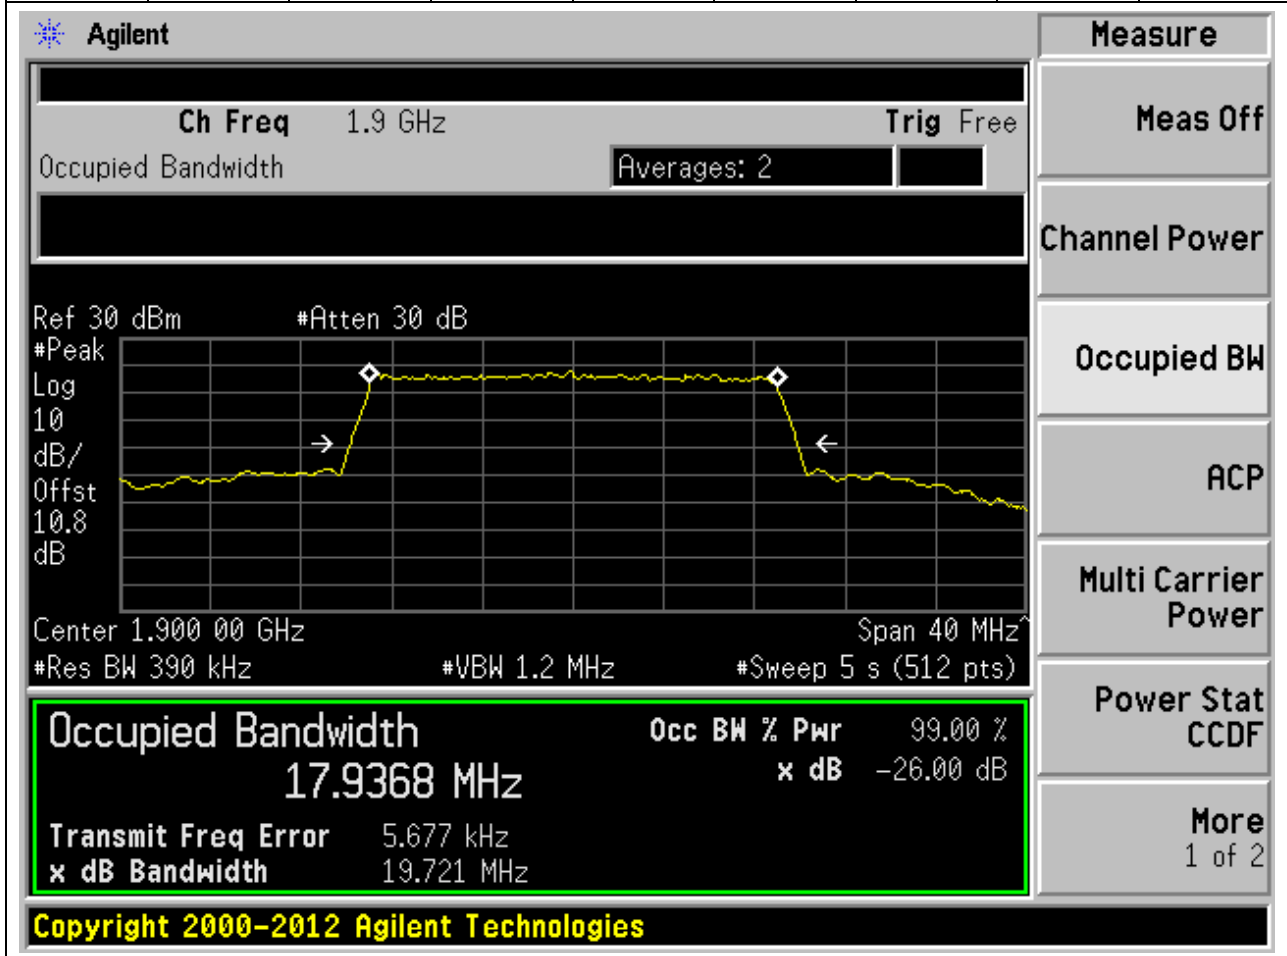 Agilent
Measure
Ch Freq 1.9 GHz Trig Free
Occupied Bandwidth Averages: 2
Meas Off
Channel Power
Occupied BW
ACP
Multi Carrier
Power
Power Stat
CCDF
More
1 of 2
Ref 30 dBm #Atten 30 dB
#Peak
Log
10
dB/
Offst
10.8
dB
Center 1.900 00 GHz Span 40 MHz^
#Res BW 390 kHz #VBW 1.2 MHz #Sweep 5 s (512 pts)
Occupied Bandwidth Occ BW % Pwr 99.00 %
17.9368 MHz x dB -26.00 dB
Transmit Freq Error 5.677 kHz
x dB Bandwidth 19.721 MHz
Copyright 2000-2012 Agilent Technologies